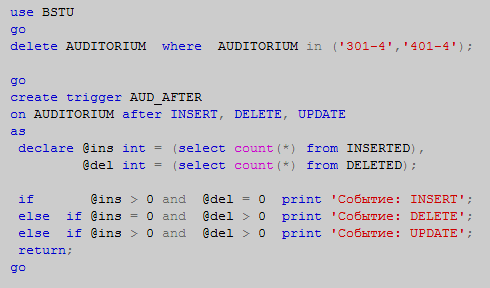 use BSTU
go
delete AUDITORIUM  where  AUDITORIUM in ('301-4','401-4');
go
create trigger AUD_AFTER
on AUDITORIUM after INSERT, DELETE, UPDATE
as
declare @ins int = (select count(*) from INSERTED),
@del int = (select count(*) from DELETED);
if       @ins > 0 and  @del = 0  print 'Событие: INSERT';
else  if @ins = 0 and  @del > 0  print 'Событие: DELETE';
else  if @ins > 0 and  @del > 0  print 'Событие: UPDATE';
return;
go